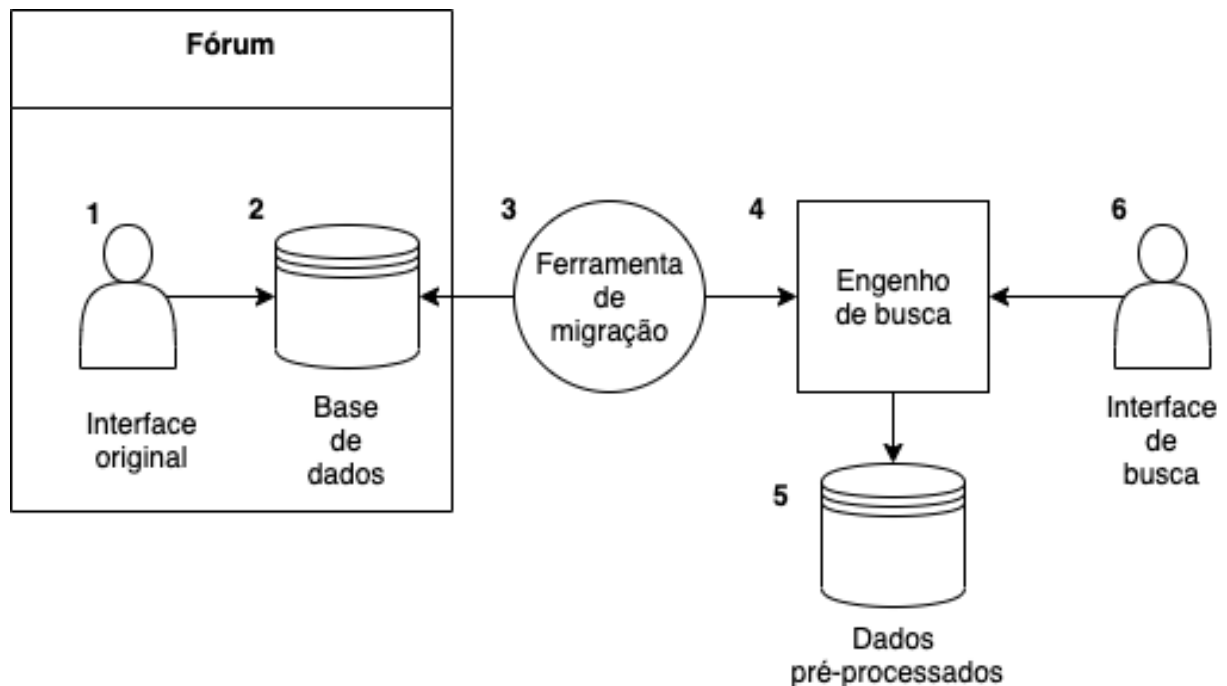 Fórum
1
2
3
4
6
Ferramenta
de
migração
Engenho
de busca
Interface
original
Base
de
dados
Interface
de
busca
5
Dados
pré-processados